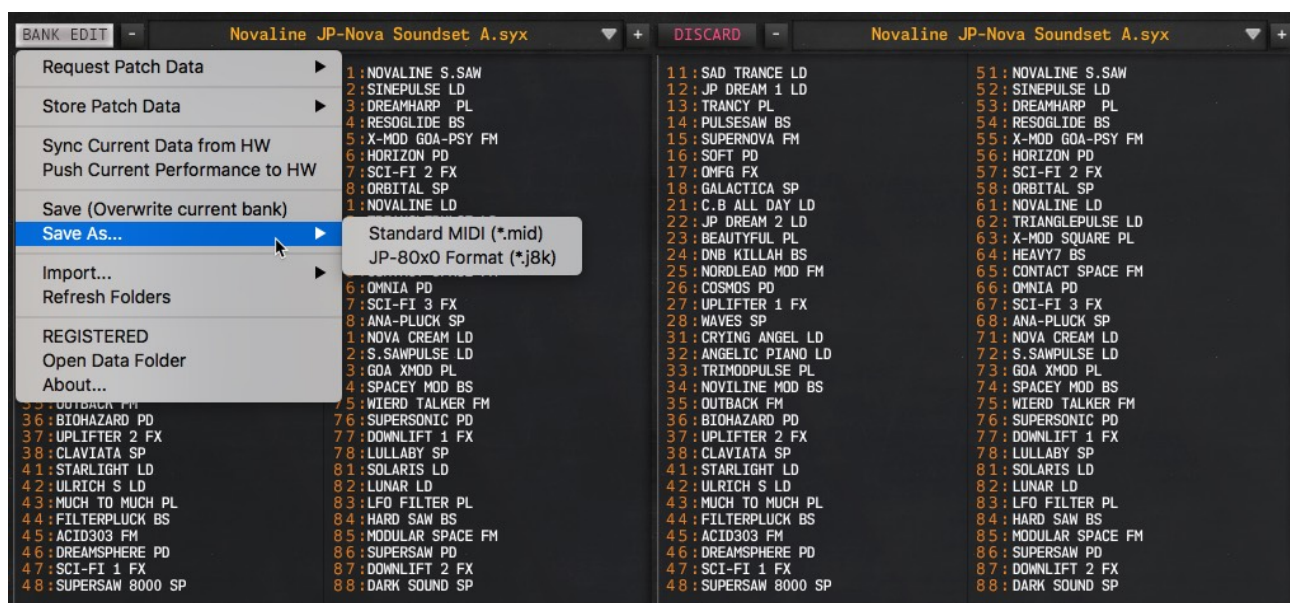 BANK EDIT - Novaline JP-Nova Soundset A.syx ▼ +
DISCARD - Novaline JP-Nova Soundset A.syx ▼ +
Request Patch Data
Store Patch Data
Sync Current Data from HW
Push Current Performance to HW
Save (Overwrite current bank)
Save As...
Import...
Refresh Folders
REGISTERED
Open Data Folder
About...
Standard MIDI (*.mid)
JP-80x0 Format (*.j8k)
36:BIOHAZARD PD
37:UPLIFTER 2 FX
38:CLAVIATA SP
41:STARLIGHT LD
42:ULRICH S LD
43:MUCH TO MUCH PL
44:FILTERPLUCK BS
45:ACID303 FM
46:DREAMSPHERE PD
47:SCI-FI 1 FX
48:SUPERSAW 8000 SP
1:NOVALINE S.SAW
2:SINEPULSE LD
3:DREAMHARP  PL
4:RESOGLIDE BS
5:X-MOD GOA-PSY FM
6:HORIZON PD
7:SCI-FI 2 FX
8:ORBITAL SP
1:NOVALINE LD
6:OMNIA PD
7:SCI-FI 3 FX
8:ANA-PLUCK SP
1:NOVA CREAM LD
2:S.SAWPULSE LD
3:GOA XMOD PL
4:SPACEY MOD BS
75:WIERD TALKER FM
76:SUPERSONIC PD
77:DOWNLIFT 1 FX
78:LULLABY SP
81:SOLARIS LD
82:LUNAR LD
83:LFO FILTER PL
84:HARD SAW BS
85:MODULAR SPACE FM
86:SUPERSAW PD
87:DOWNLIFT 2 FX
88:DARK SOUND SP
11:SAD TRANCE LD
12:JP DREAM 1 LD
13:TRANCY PL
14:PULSESAW BS
15:SUPERNOVA FM
16:SOFT PD
17:OMFG FX
18:GALACTICA SP
21:C.B ALL DAY LD
22:JP DREAM 2 LD
23:BEAUTYFUL PL
24:DNB KILLAH BS
25:NORDLEAD MOD FM
26:COSMOS PD
27:UPLIFTER 1 FX
28:WAVES SP
31:CRYING ANGEL LD
32:ANGELIC PIANO LD
33:TRIMODPULSE PL
34:NOVILINE MOD BS
35:OUTBACK FM
36:BIOHAZARD PD
37:UPLIFTER 2 FX
38:CLAVIATA SP
41:STARLIGHT LD
42:ULRICH S LD
43:MUCH TO MUCH PL
44:FILTERPLUCK BS
45:ACID303 FM
46:DREAMSPHERE PD
47:SCI-FI 1 FX
48:SUPERSAW 8000 SP
51:NOVALINE S.SAW
52:SINEPULSE LD
53:DREAMHARP  PL
54:RESOGLIDE BS
55:X-MOD GOA-PSY FM
56:HORIZON PD
57:SCI-FI 2 FX
58:ORBITAL SP
61:NOVALINE LD
62:TRIANGLEPULSE LD
63:X-MOD SQUARE PL
64:HEAVY7 BS
65:CONTACT SPACE FM
66:OMNIA PD
67:SCI-FI 3 FX
68:ANA-PLUCK SP
71:NOVA CREAM LD
72:S.SAWPULSE LD
73:GOA XMOD PL
74:SPACEY MOD BS
75:WIERD TALKER FM
76:SUPERSONIC PD
77:DOWNLIFT 1 FX
78:LULLABY SP
81:SOLARIS LD
82:LUNAR LD
83:LFO FILTER PL
84:HARD SAW BS
85:MODULAR SPACE FM
86:SUPERSAW PD
87:DOWNLIFT 2 FX
88:DARK SOUND SP